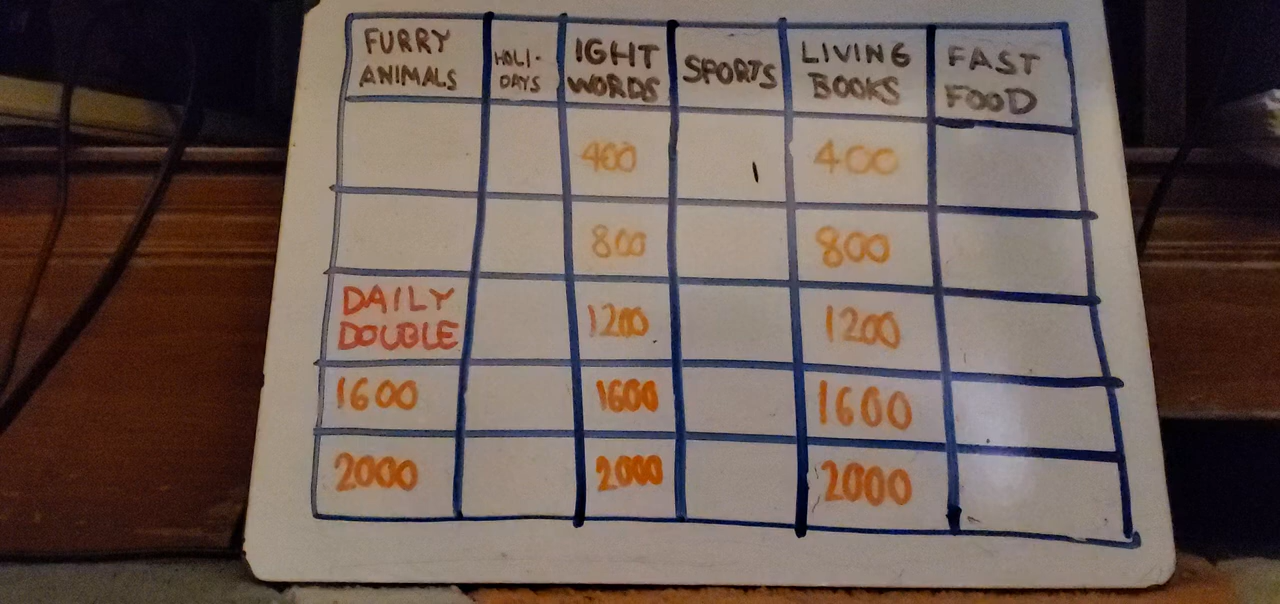 FURRY
ANIMALS
HOLI-
DAYS
IGHT
WORDS
SPORTS
LIVING
BOOKS
FAST
FOOD
400 400
800 800
DAILY
DOUBLE
1200 1200
1600 1600 1600
2000 2000 2000